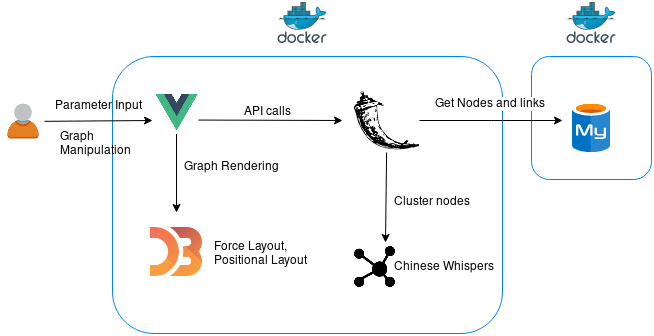 docker
docker
Parameter Input
Graph
Manipulation
API calls
Get Nodes and links
My
Graph Rendering
Cluster nodes
Force Layout,
Positional Layout
Chinese Whispers